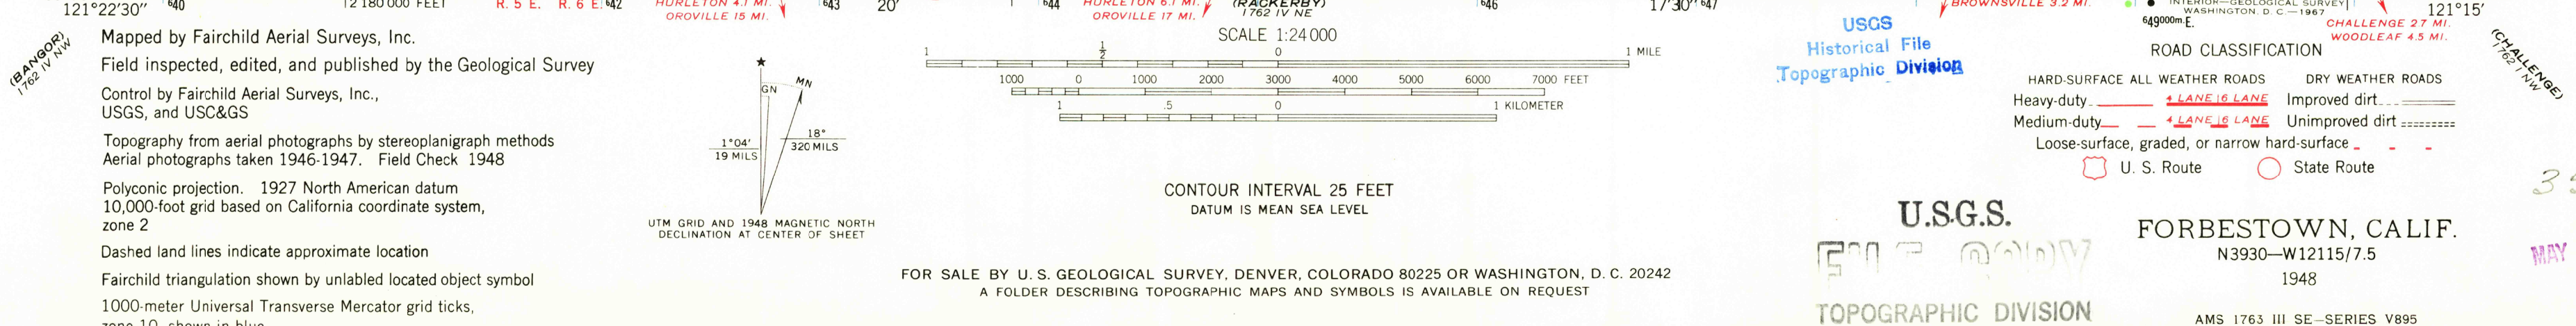 121°22'30"
640
12 180 000 FEET
R. 5 E. R. 6 E. 642
HURLETON 4.1 MI.
OROVILLE 15 MI.
643
20'
644
HURLETON 6.1 MI.
OROVILLE 17 MI.
(RACKERBY)
1762 IV NE
646
17'30"
647
BROWNSVILLE 3.2 MI.
INTERIOR—GEOLOGICAL SURVEY
WASHINGTON, D. C.—1967
649000m. E.
CHALLENGE 2.7 MI.
WOODLEAF 4.5 MI.
121°15'
(BANGOR)
1762 IV NW
(CHALLENGE)
1762 I NW
Mapped by Fairchild Aerial Surveys, Inc.
Field inspected, edited, and published by the Geological Survey
Control by Fairchild Aerial Surveys, Inc.,
USGS, and USC&GS
Topography from aerial photographs by stereoplanigraph methods
Aerial photographs taken 1946-1947. Field Check 1948
Polyconic projection. 1927 North American datum
10,000-foot grid based on California coordinate system,
zone 2
Dashed land lines indicate approximate location
Fairchild triangulation shown by unlabled located object symbol
1000-meter Universal Transverse Mercator grid ticks,
zone 10, shown in blue
GN
MN
1°04'
19 MILS
18°
320 MILS
UTM GRID AND 1948 MAGNETIC NORTH
DECLINATION AT CENTER OF SHEET
SCALE 1:24 000
1 ½ 0 1 MILE
1000 0 1000 2000 3000 4000 5000 6000 7000 FEET
1 .5 0 1 KILOMETER
CONTOUR INTERVAL 25 FEET
DATUM IS MEAN SEA LEVEL
FOR SALE BY U. S. GEOLOGICAL SURVEY, DENVER, COLORADO 80225 OR WASHINGTON, D. C. 20242
A FOLDER DESCRIBING TOPOGRAPHIC MAPS AND SYMBOLS IS AVAILABLE ON REQUEST
USGS
Historical File
Topographic Division
ROAD CLASSIFICATION
HARD-SURFACE ALL WEATHER ROADS DRY WEATHER ROADS
Heavy-duty 4 LANE 6 LANE Improved dirt
Medium-duty 4 LANE 6 LANE Unimproved dirt
Loose-surface, graded, or narrow hard-surface
U. S. Route State Route
U.S.G.S.
FILE COPY
TOPOGRAPHIC DIVISION
FORBESTOWN, CALIF.
N3930—W12115/7.5
1948
AMS 1763 III SE—SERIES V895
MAY